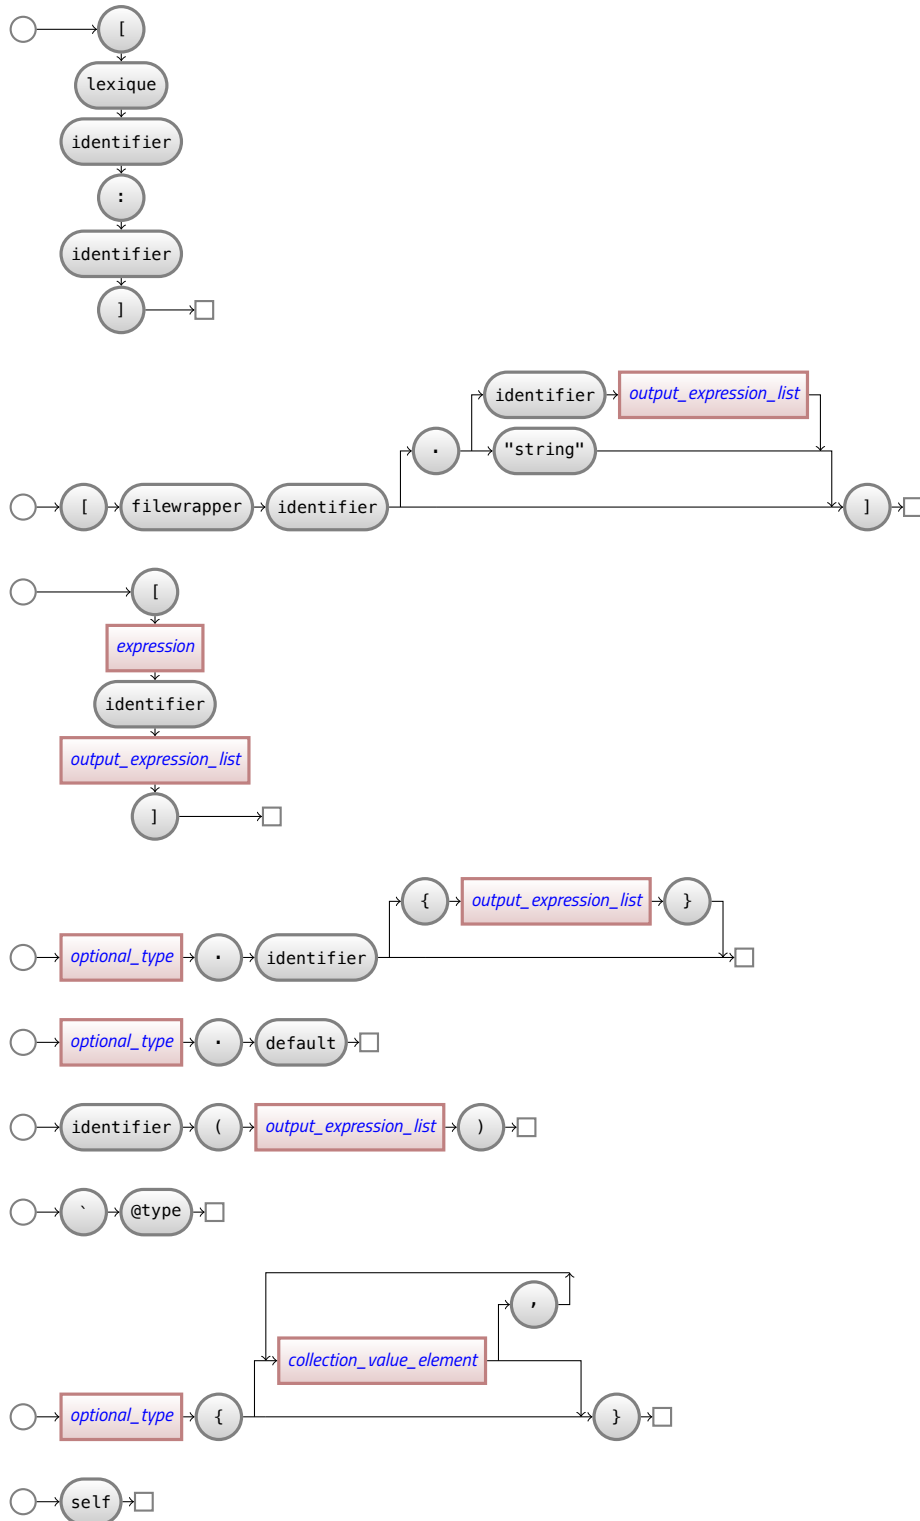 [
lexique
identifier
:
identifier
]
identifier output_expression_list
. "string"
[ filewrapper identifier ]
[
expression
identifier
output_expression_list
]
{ output_expression_list }
optional_type . identifier
optional_type . default
identifier ( output_expression_list )
` @type
,
collection_value_element
optional_type { }
self